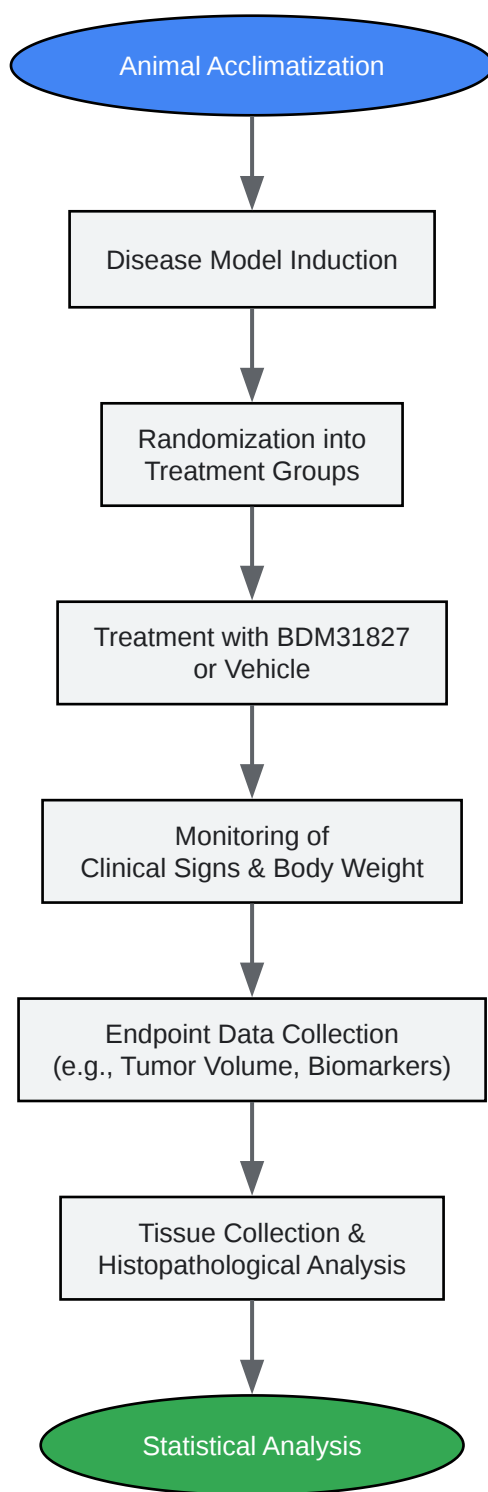 Animal Acclimatization
Disease Model Induction
Randomization into
Treatment Groups
Treatment with BDM31827
or Vehicle
Monitoring of
Clinical Signs & Body Weight
Endpoint Data Collection
(e.g., Tumor Volume, Biomarkers)
Tissue Collection &
Histopathological Analysis
Statistical Analysis